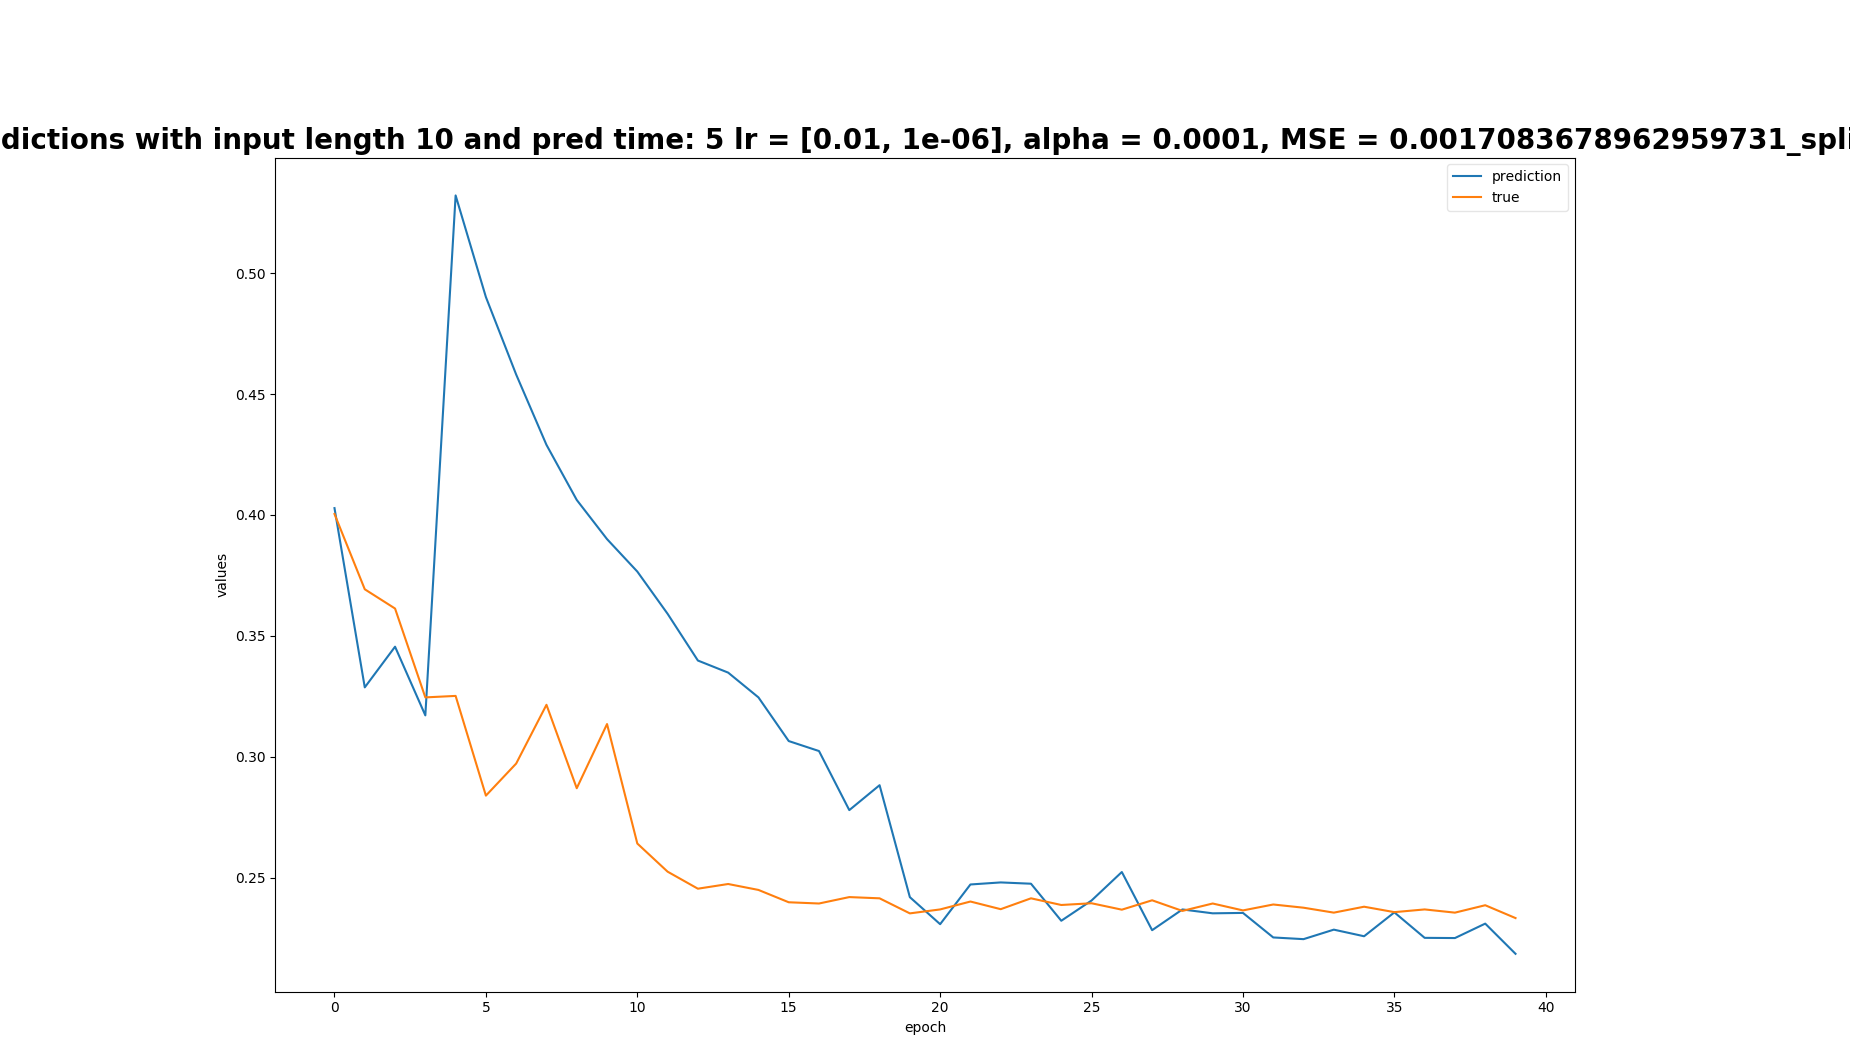 dictions with input length 10 and pred time: 5 lr = [0.01, 1e-06], alpha = 0.0001, MSE = 0.0017083678962959731_spli
prediction
true
0.50
0.45
0.40
0.35
0.30
0.25
values
0 5 10 15 20 25 30 35 40
epoch